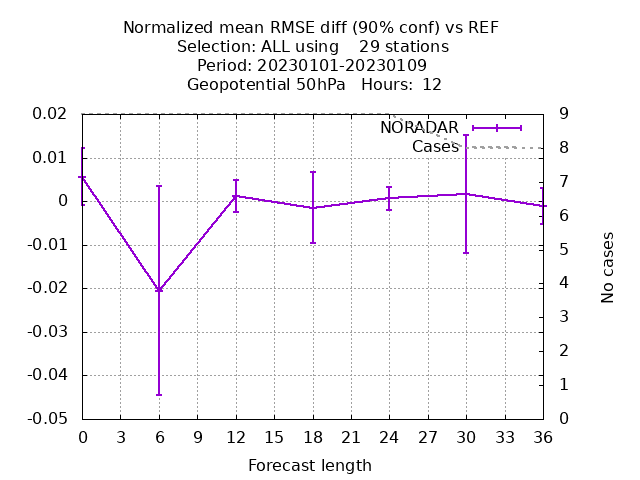 Normalized mean RMSE diff (90% conf) vs REF
Selection: ALL using    29 stations
Period: 20230101-20230109
Geopotential 50hPa   Hours:  12
NORADAR
Cases
0.02
0.01
0
-0.01
-0.02
-0.03
-0.04
-0.05
9
8
7
6
5
4
3
2
1
0
No cases
0 3 6 9 12 15 18 21 24 27 30 33 36
Forecast length